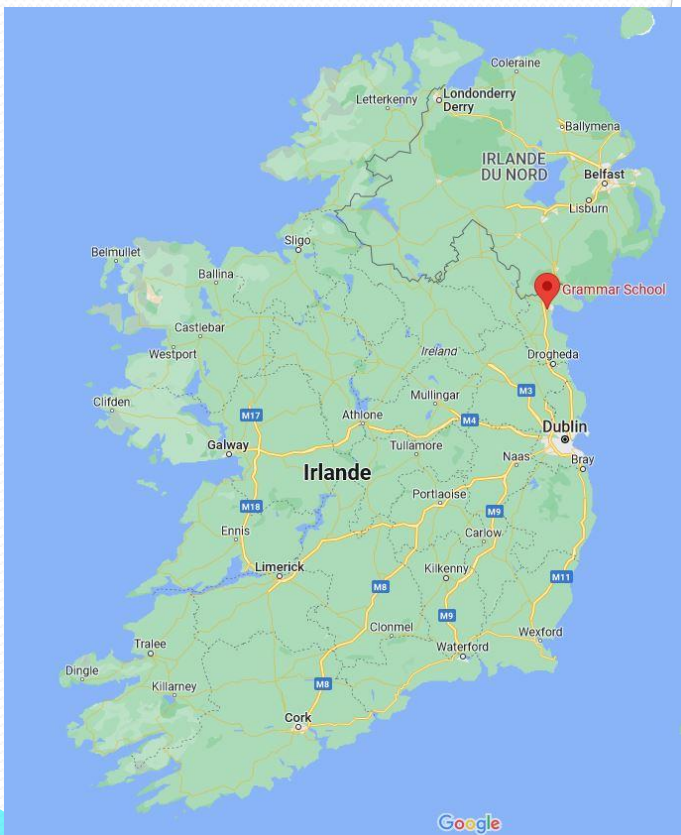 Coleraine
Londonderry
Derry
Letterkenny
Ballymena
IRLANDE
DU NORD
Belfast
Lisburn
Sligo
Belmullet
Ballina
Grammar School
Castlebar
Westport
Ireland
Drogheda
Clifden
M17
Athlone
Mullingar
M3
M4
Dublin
Galway
Tullamore
Naas
Bray
Irlande
Portlaoise
M18
M9
Ennis
Carlow
Limerick
Kilkenny
M11
M8
M9
Clonmel
Wexford
Tralee
Waterford
Dingle
Killarney
M8
Cork
Google